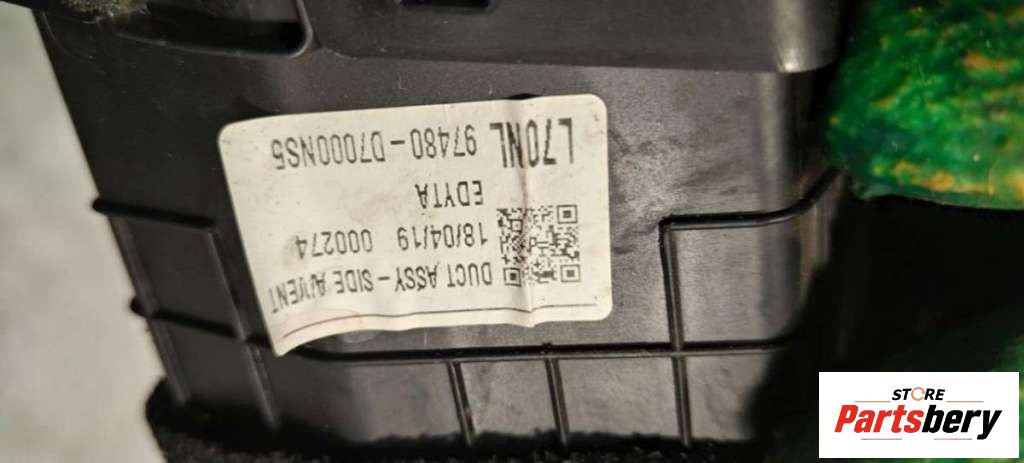 DUCT ASSY-SIDE A/VENT
18/04/19 000274
EDYTA
L70NL 97480-D7000NS5
STORE
Partsbery